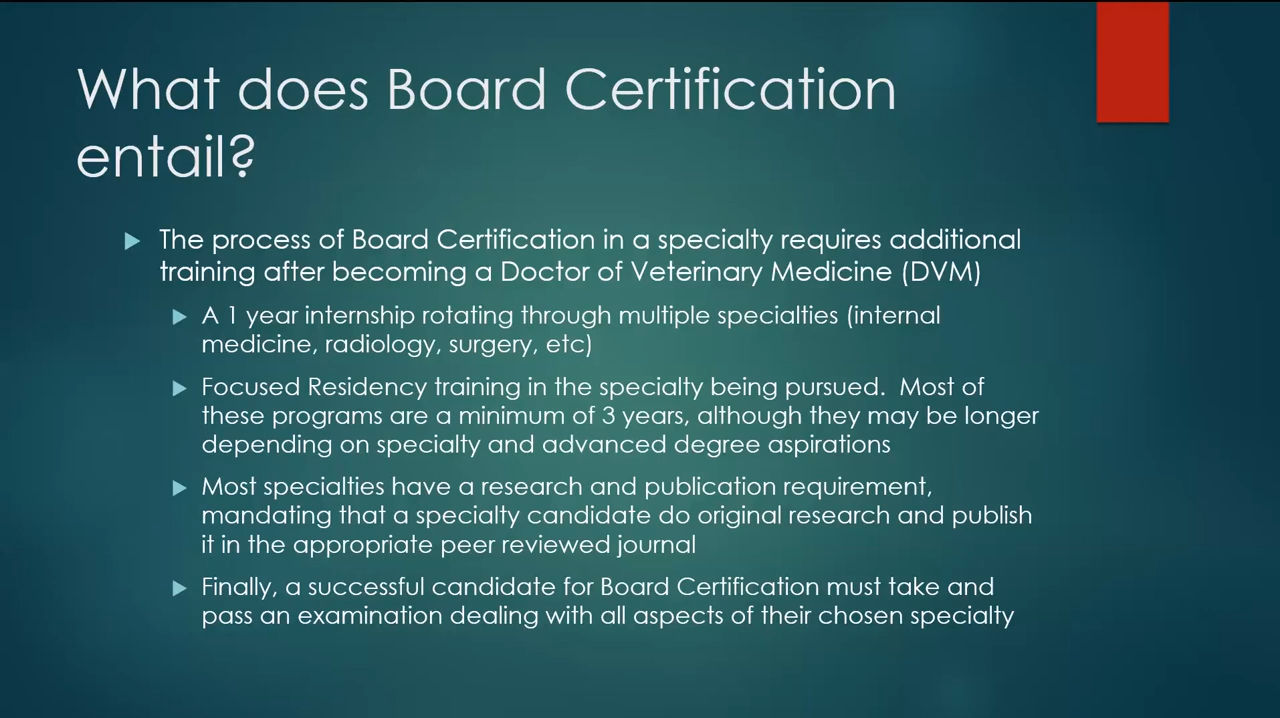 What does Board Certification
entail?
The process of Board Certification in a specialty requires additional
training after becoming a Doctor of Veterinary Medicine (DVM)
A 1 year internship rotating through multiple specialties (internal
medicine, radiology, surgery, etc)
Focused Residency training in the specialty being pursued.  Most of
these programs are a minimum of 3 years, although they may be longer
depending on specialty and advanced degree aspirations
Most specialties have a research and publication requirement,
mandating that a specialty candidate do original research and publish
it in the appropriate peer reviewed journal
Finally, a successful candidate for Board Certification must take and
pass an examination dealing with all aspects of their chosen specialty